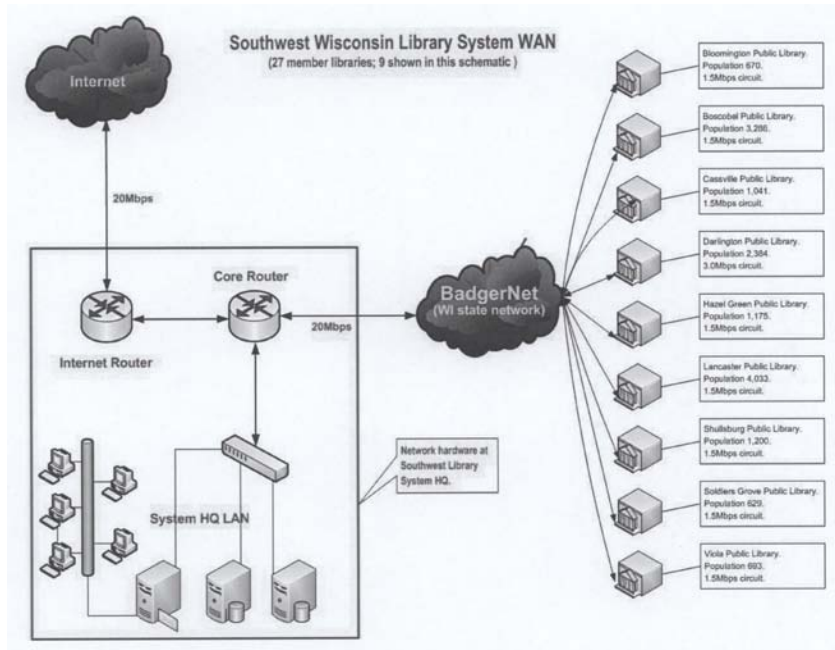 Southwest Wisconsin Library System WAN
(27 member libraries; 9 shown in this schematic )
Internet
20Mbps
Core Router
Internet Router
20Mbps
BadgerNet
(WI state network)
System HQ LAN
Network hardware at
Southwest Library
System HQ.
Bloomington Public Library.
Population 670.
1.5Mbps circuit.
Boscobel Public Library.
Population 3,286.
1.5Mbps circuit.
Cassville Public Library.
Population 1,041.
1.5Mbps circuit.
Darlington Public Library.
Population 2,384.
3.0Mbps circuit.
Hazel Green Public Library.
Population 1,175.
1.5Mbps circuit.
Lancaster Public Library.
Population 4,033.
1.5Mbps circuit.
Shullsburg Public Library.
Population 1,200.
1.5Mbps circuit.
Soldiers Grove Public Library.
Population 629.
1.5Mbps circuit.
Viola Public Library.
Population 693.
1.5Mbps circuit.